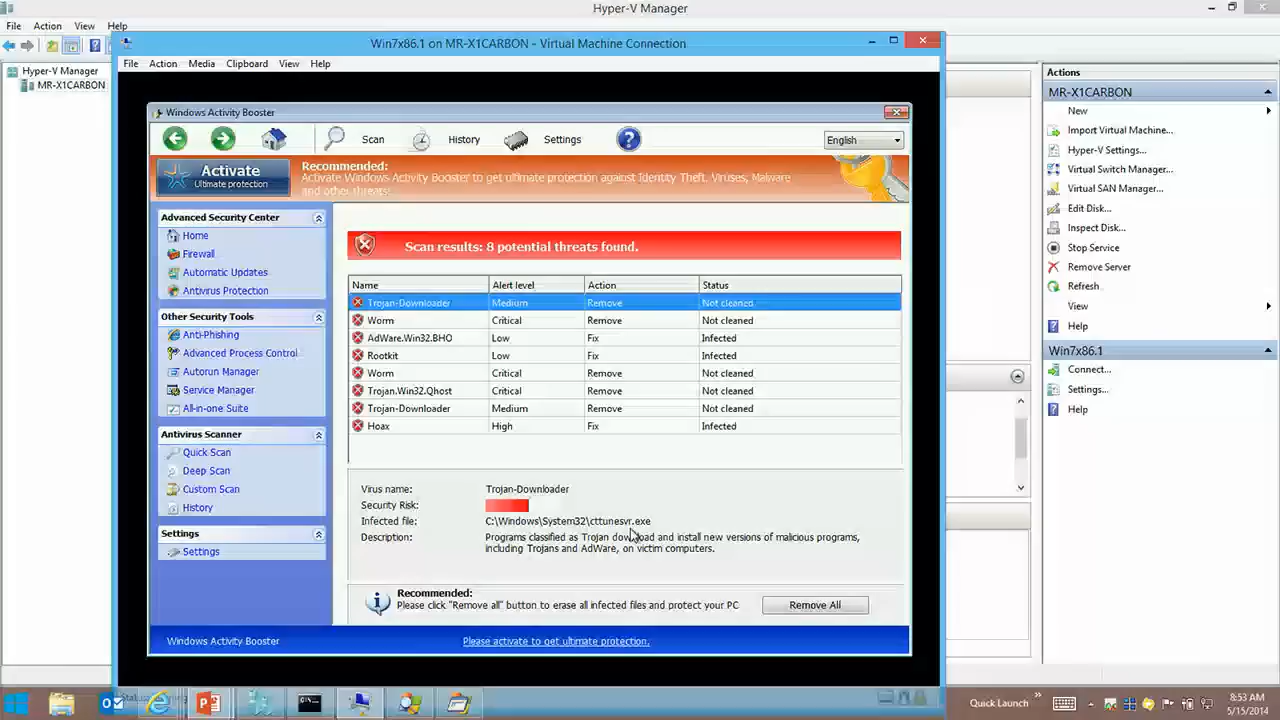 Hyper-V Manager
File Action View Help
Hyper-V Manager
MR-X1CARBON
Win7x86.1 on MR-X1CARBON - Virtual Machine Connection
File Action Media Clipboard View Help
Windows Activity Booster
Scan History Settings English
Activate
Ultimate protection
Recommended:
Activate Windows Activity Booster to get ultimate protection against Identity Theft, Viruses, Malware
and other threats!
Advanced Security Center
Home
Firewall
Automatic Updates
Antivirus Protection
Other Security Tools
Anti-Phishing
Advanced Process Control
Autorun Manager
Service Manager
All-in-one Suite
Antivirus Scanner
Quick Scan
Deep Scan
Custom Scan
History
Settings
Settings
Scan results: 8 potential threats found.
Name Alert level Action Status
Trojan-Downloader Medium Remove Not cleaned
Worm Critical Remove Not cleaned
AdWare.Win32.BHO Low Fix Infected
Rootkit Low Fix Infected
Worm Critical Remove Not cleaned
Trojan.Win32.Qhost Critical Remove Not cleaned
Trojan-Downloader Medium Remove Not cleaned
Hoax High Fix Infected
Virus name: Trojan-Downloader
Security Risk:
Infected file: C:\Windows\System32\cttunesvr.exe
Description: Programs classified as Trojan download and install new versions of malicious programs,
including Trojans and AdWare, on victim computers.
Recommended:
Please click "Remove all" button to erase all infected files and protect your PC
Remove All
Windows Activity Booster Please activate to get ultimate protection.
Actions
MR-X1CARBON
New
Import Virtual Machine...
Hyper-V Settings...
Virtual Switch Manager...
Virtual SAN Manager...
Edit Disk...
Inspect Disk...
Stop Service
Remove Server
Refresh
View
Help
Win7x86.1
Connect...
Settings...
Help
Quick Launch
8:53 AM
5/15/2014